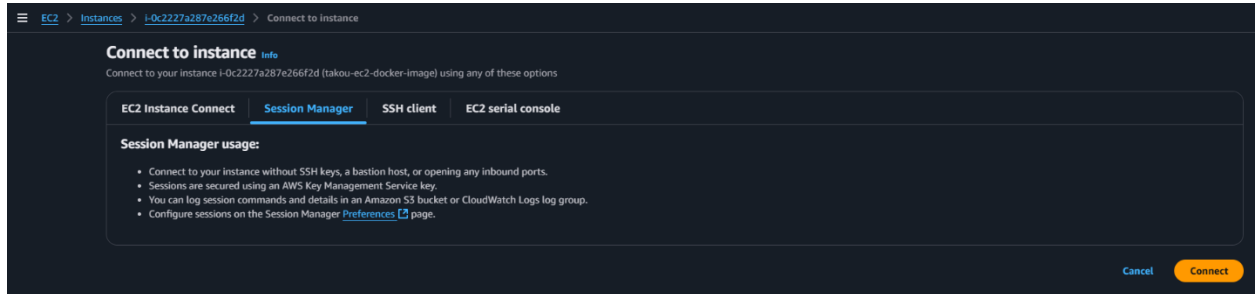 EC2 > Instances > i-0c2227a287e266f2d > Connect to instance
Connect to instance Info
Connect to your instance i-0c2227a287e266f2d (takou-ec2-docker-image) using any of these options
EC2 Instance Connect Session Manager SSH client EC2 serial console
Session Manager usage:
• Connect to your instance without SSH keys, a bastion host, or opening any inbound ports.
• Sessions are secured using an AWS Key Management Service key.
• You can log session commands and details in an Amazon S3 bucket or CloudWatch Logs log group.
• Configure sessions on the Session Manager Preferences page.
Cancel Connect